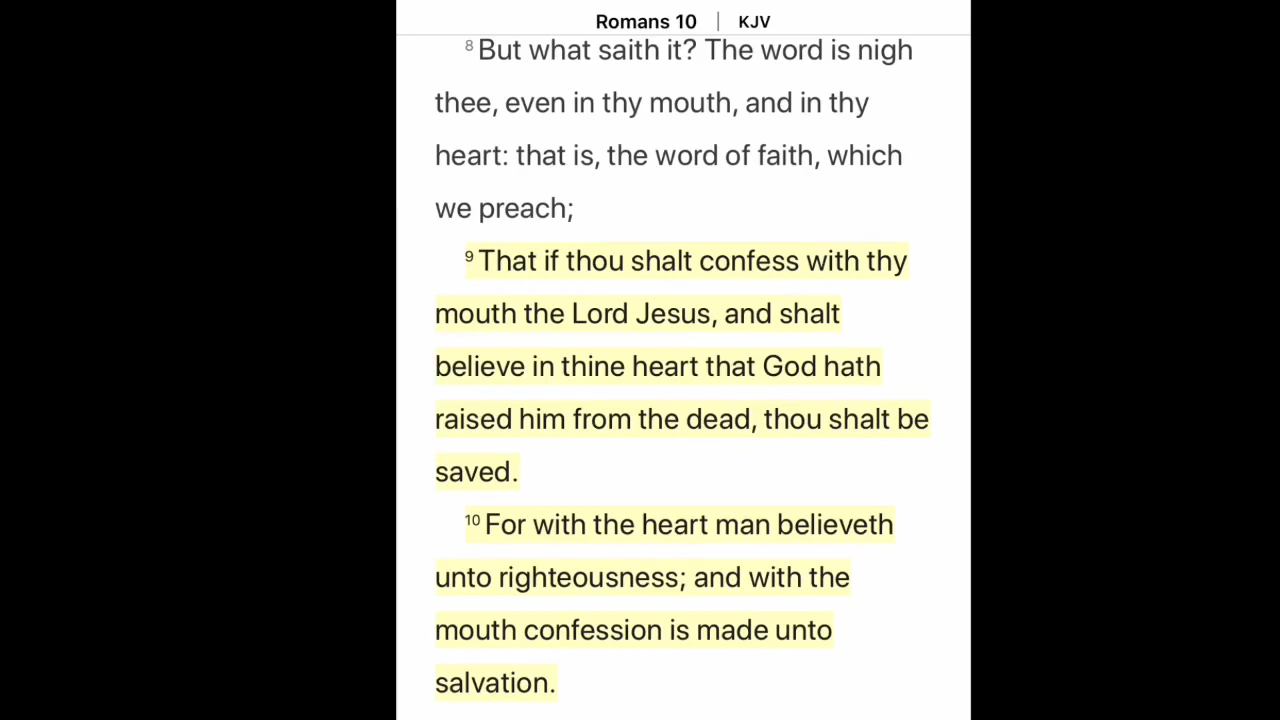 Romans 10 | KJV
8 But what saith it? The word is nigh
thee, even in thy mouth, and in thy
heart: that is, the word of faith, which
we preach;
9 That if thou shalt confess with thy
mouth the Lord Jesus, and shalt
believe in thine heart that God hath
raised him from the dead, thou shalt be
saved.
10 For with the heart man believeth
unto righteousness; and with the
mouth confession is made unto
salvation.